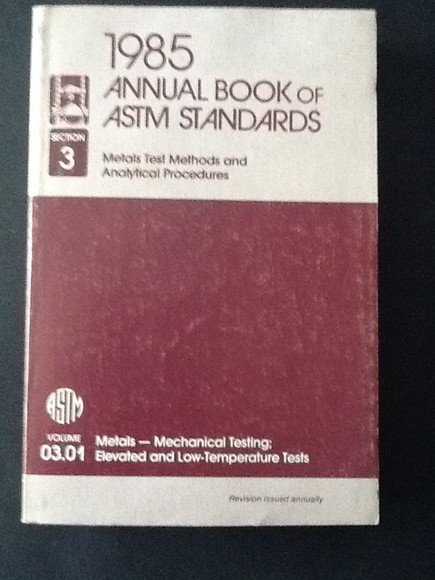 1985
ANNUAL BOOK OF
ASTM STANDARDS
SECTION
3
Metals Test Methods and
Analytical Procedures
ASTM
VOLUME
03.01
Metals — Mechanical Testing;
Elevated and Low-Temperature Tests
Revision issued annually